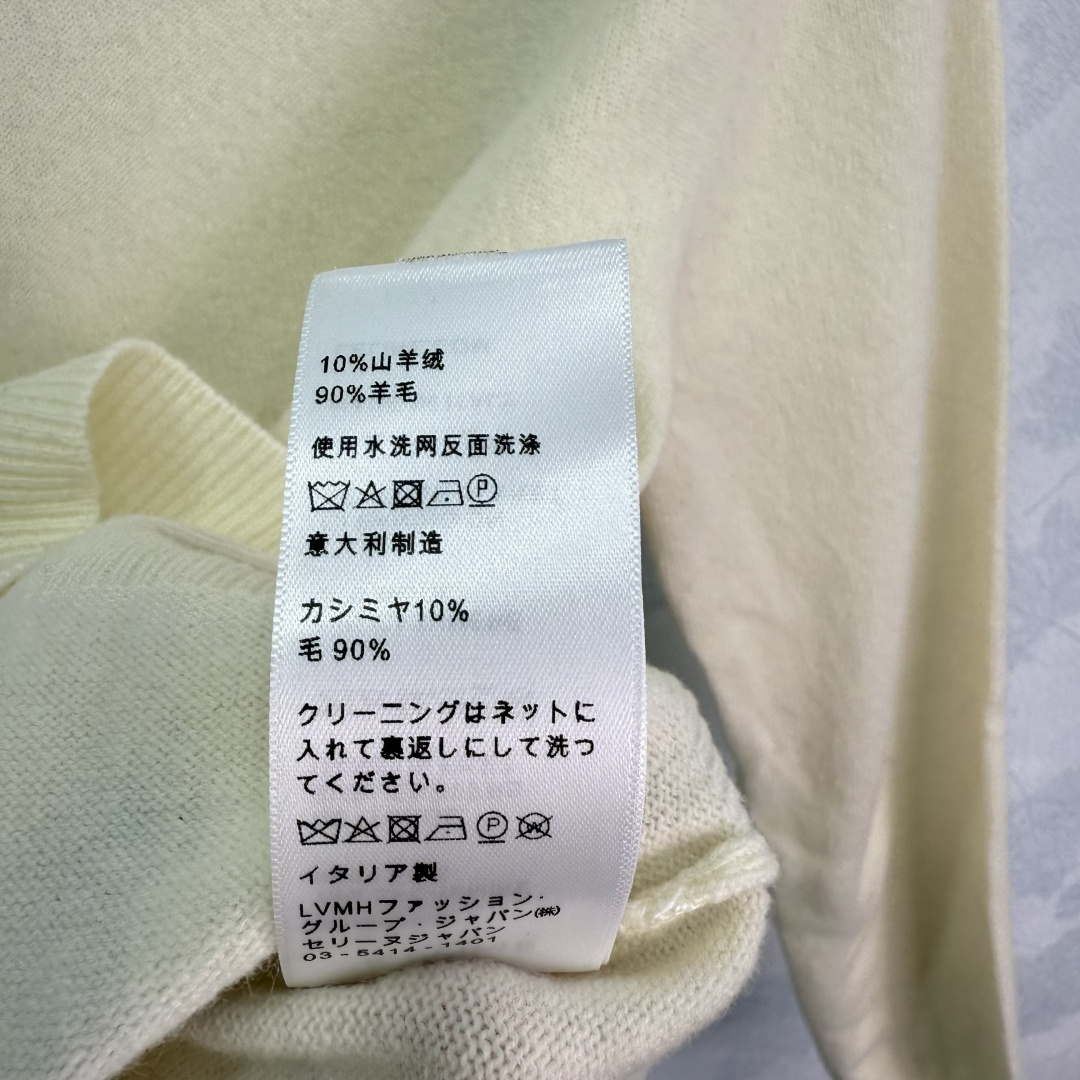 10%山羊绒
90%羊毛
使用水洗网反面洗涤
P
意大利制造
カシミヤ10%
毛 90%
クリーニングはネットに
入れて裏返しにして洗っ
てください。
P W
イタリア製
LVMHファッション・
グループ・ジャパン㈱
セリーヌジャパン
03-5414-1401